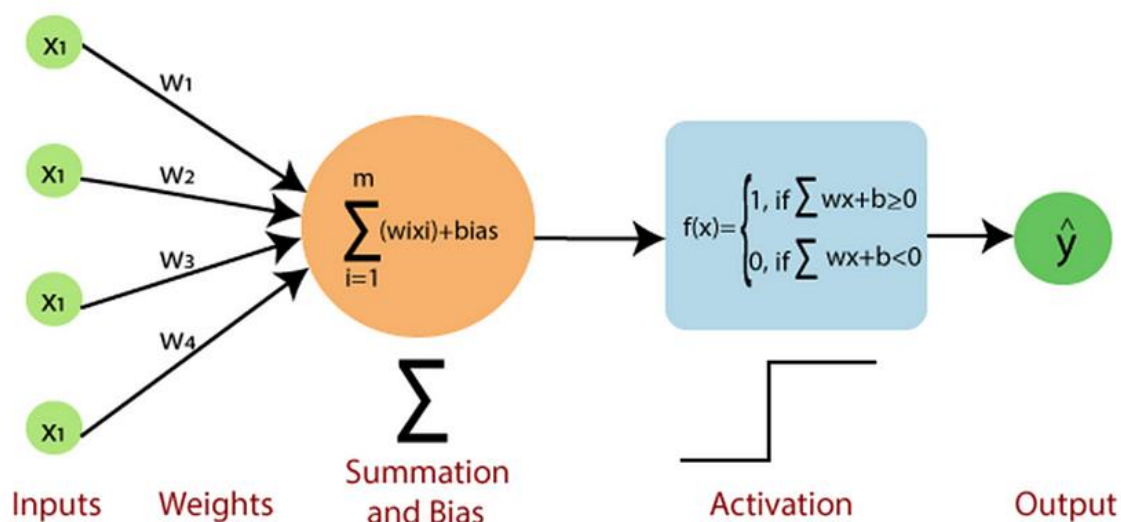 x1
w1
x1
w2
x1
w3
x1
w4
m
∑(wixi)+bias
i=1
f(x)={
1, if ∑ wx+b≥0
0, if ∑ wx+b<0
ŷ
∑
Inputs
Weights
Summation
and Bias
Activation
Output